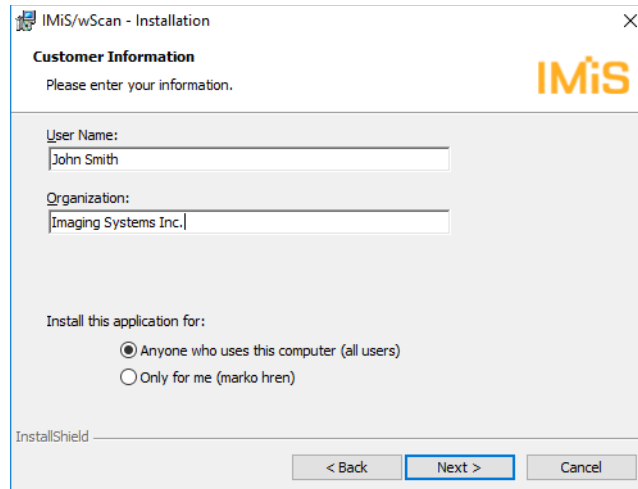 IMiS/wScan - Installation
Customer Information
Please enter your information.
IMiS
User Name:
John Smith
Organization:
Imaging Systems Inc.
Install this application for:
Anyone who uses this computer (all users)
Only for me (marko hren)
InstallShield
< Back
Next >
Cancel